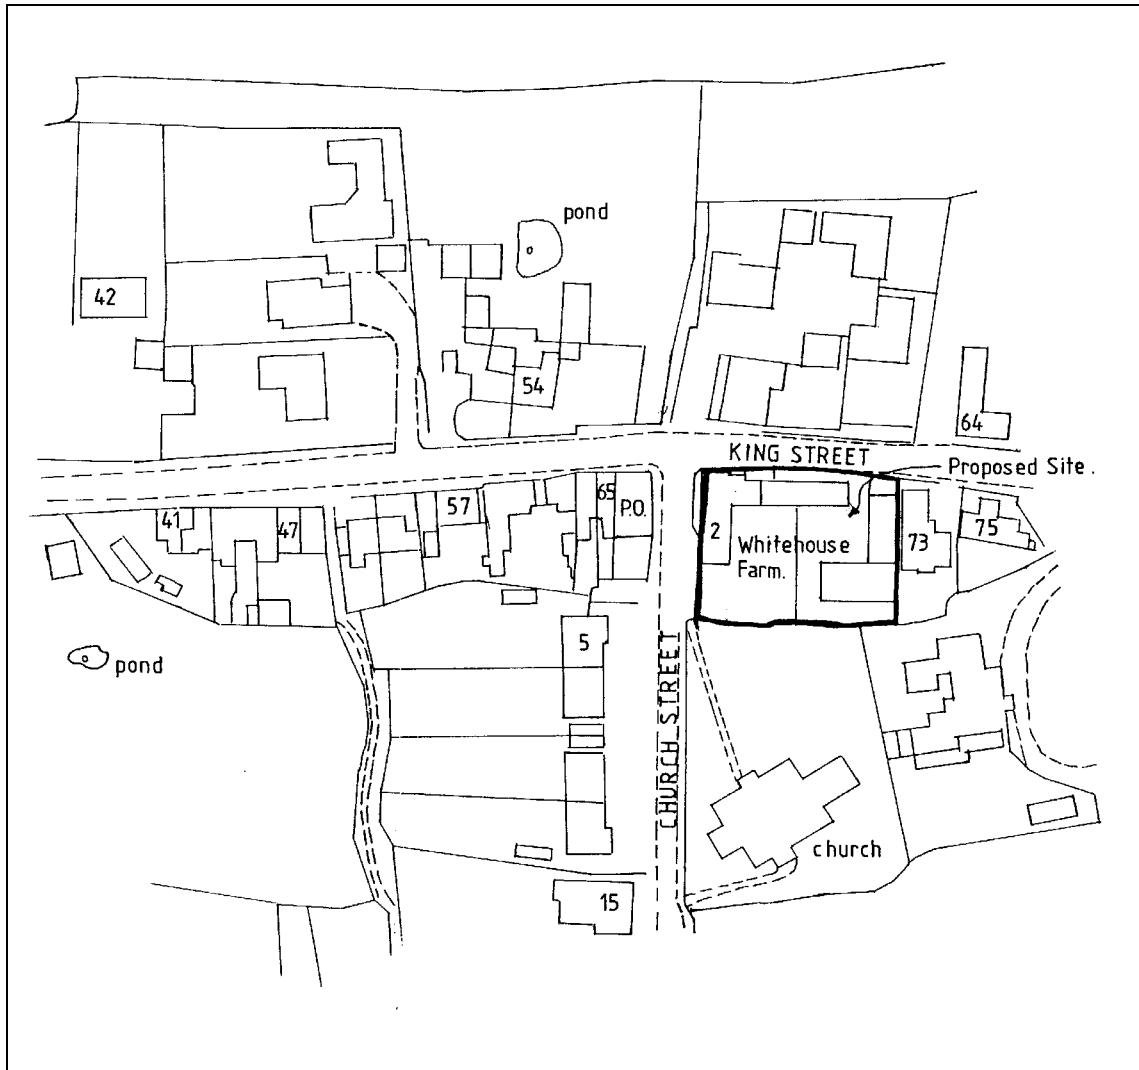 pond
42
54
64
KING STREET
Proposed Site.
41
47
57
65
P.O.
2
Whitehouse
Farm.
73
75
5
pond
CHURCH STREET
church
15